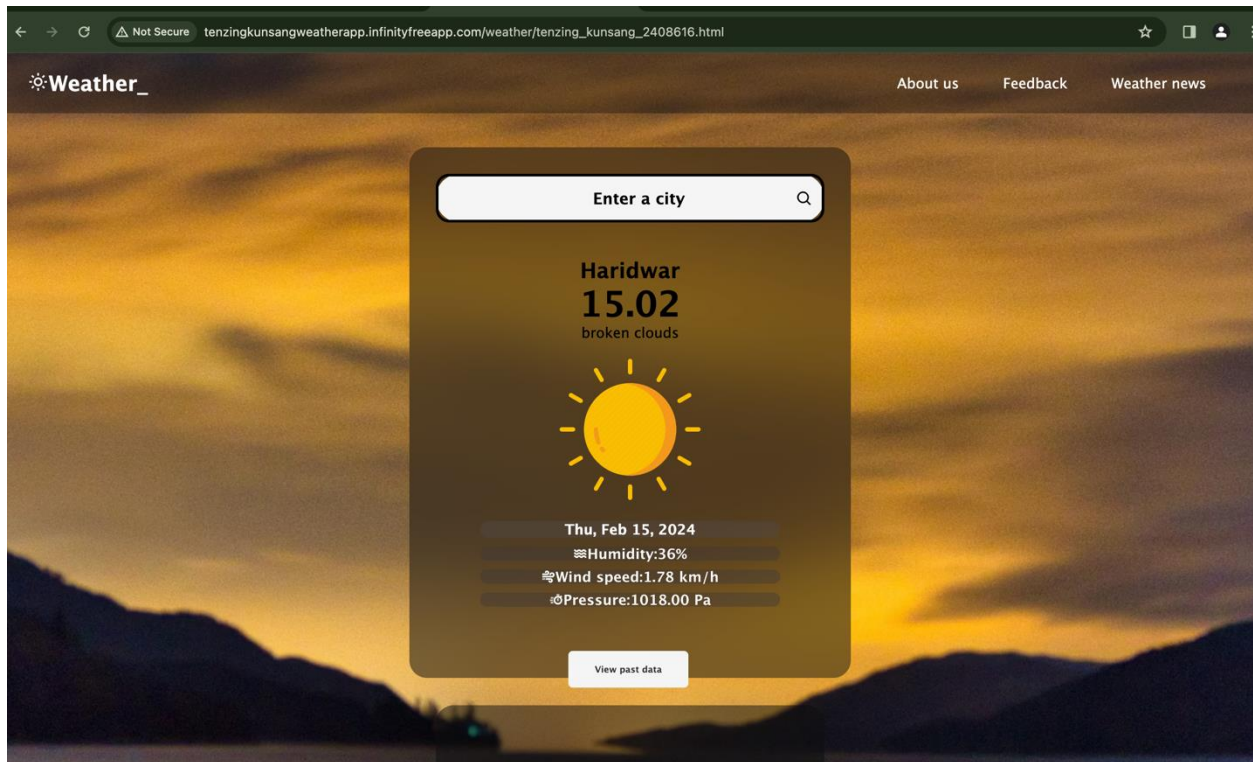 Not Secure tenzingkunsangweatherapp.infinityfreeapp.com/weather/tenzing_kunsang_2408616.html
Weather_ About us Feedback Weather news
Enter a city
Haridwar
15.02
broken clouds
Thu, Feb 15, 2024
Humidity:36%
Wind speed:1.78 km/h
Pressure:1018.00 Pa
View past data